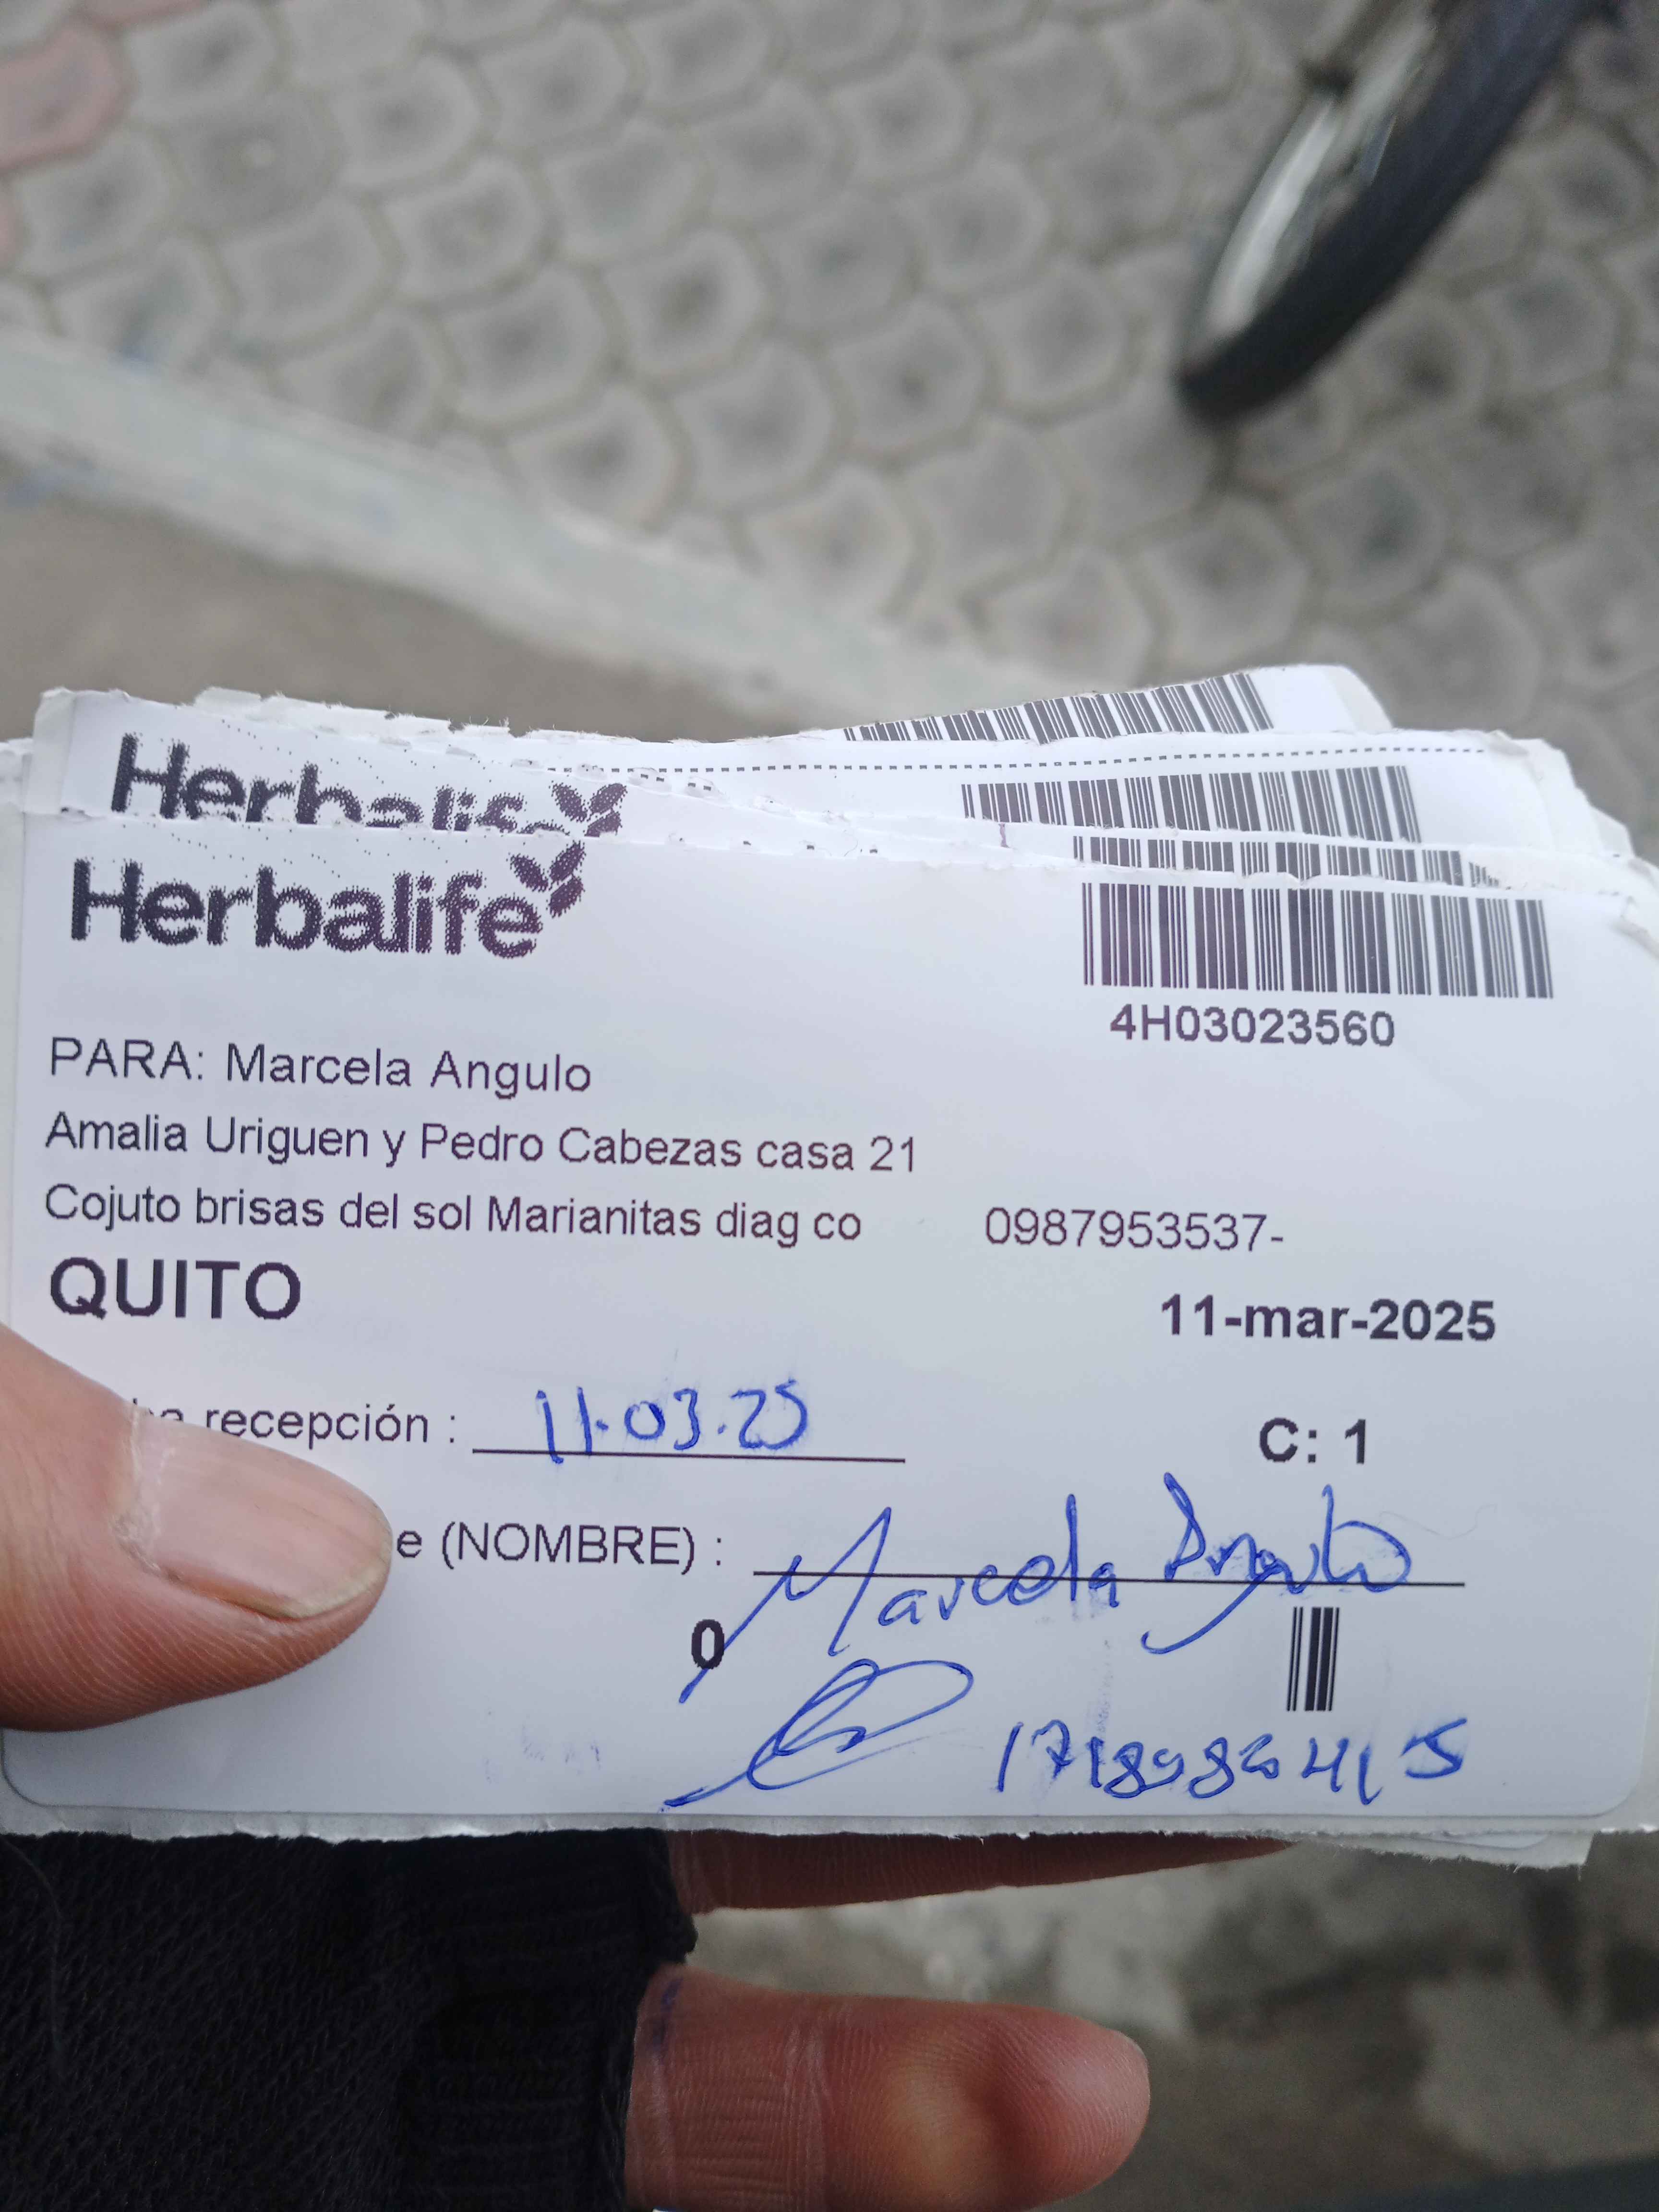 Herbalife
Herbalife
4H03023560
PARA: Marcela Angulo
Amalia Uriguen y Pedro Cabezas casa 21
Cojuto brisas del sol Marianitas diag co 0987953537-
QUITO
11-mar-2025
recepción : 11.03.25
C: 1
e (NOMBRE) : Marcela Angulo
0